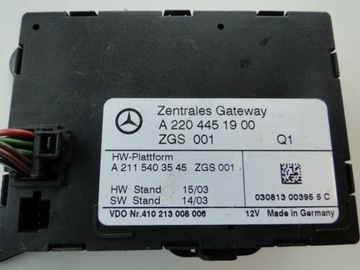 Zentrales Gateway
A 220 445 19 00
ZGS 001 Q1
HW-Plattform
A 211 540 35 45 ZGS 001
HW Stand 15/03
SW Stand 14/03
030813 00395 5 C
VDO Nr.410 213 008 006 12V Made in Germany